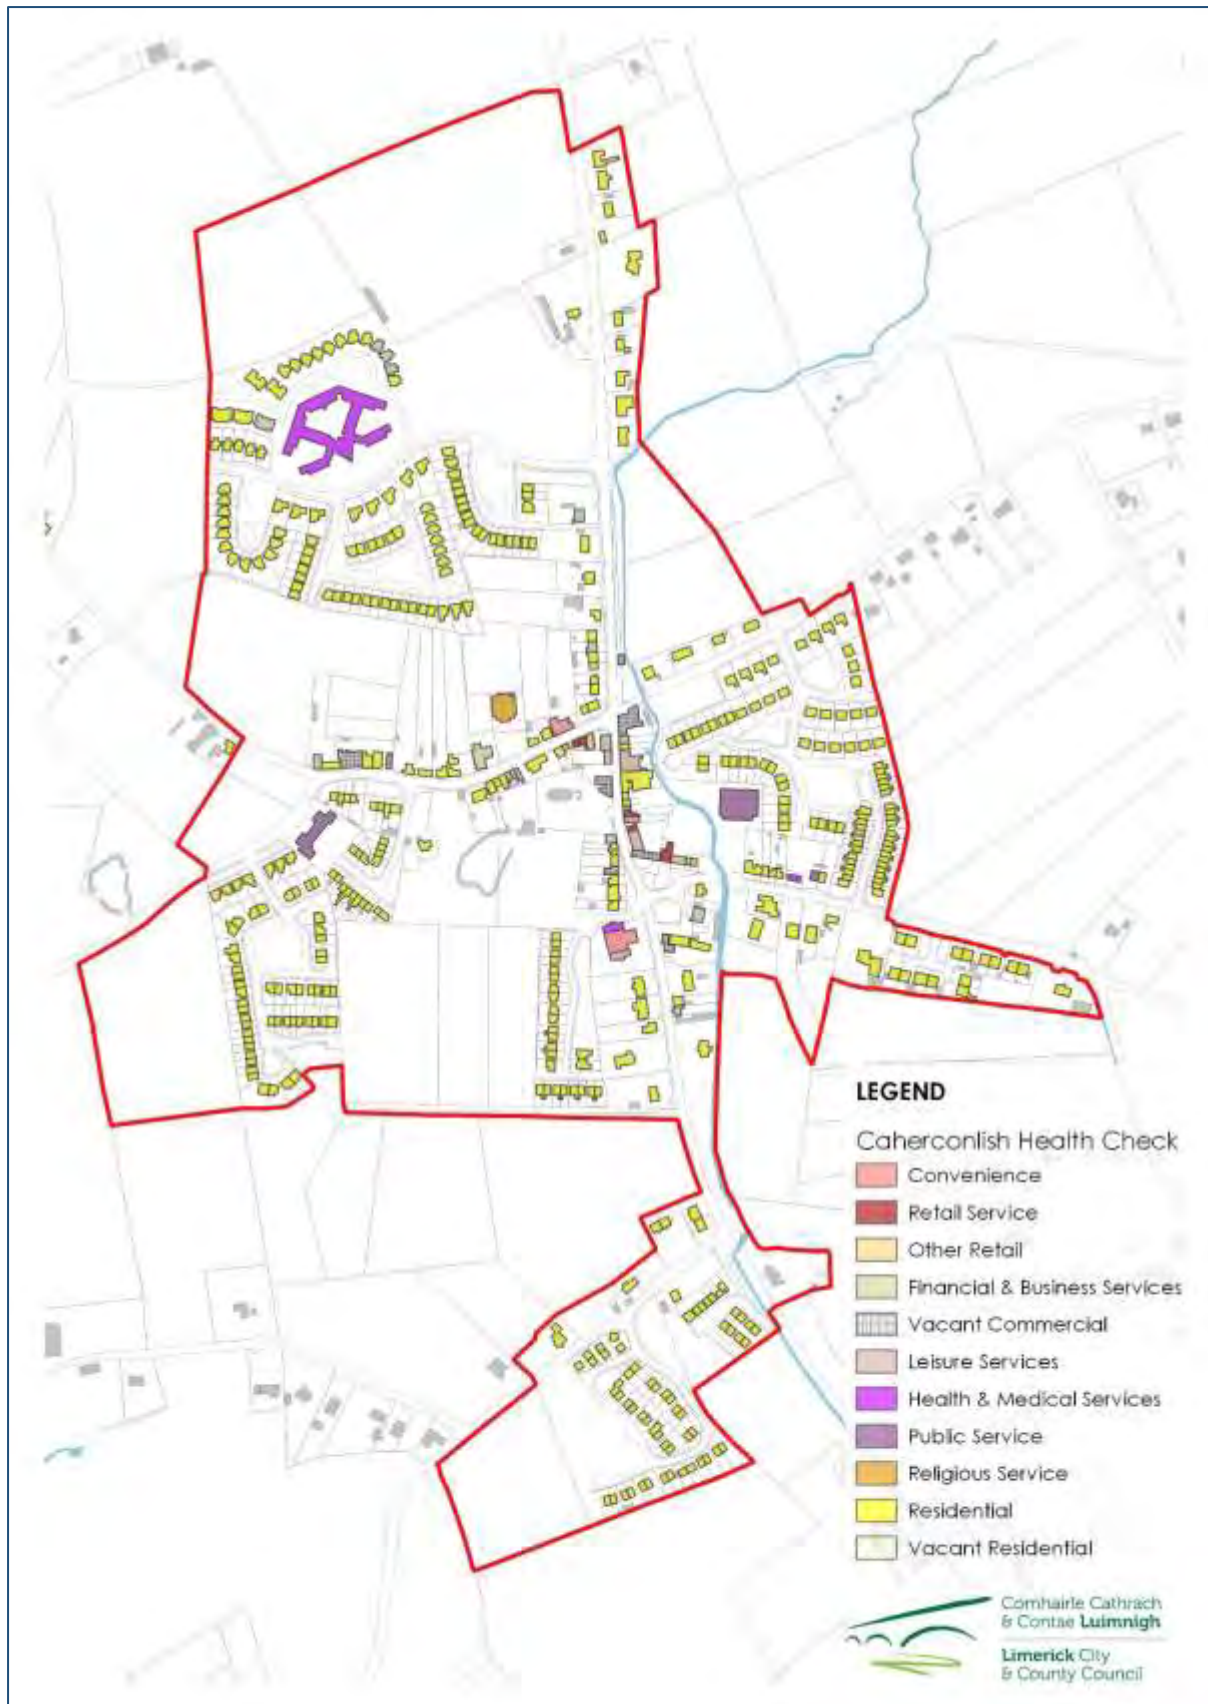 LEGEND
Caherconlish Health Check
Convenience
Retail Service
Other Retail
Financial & Business Services
Vacant Commercial
Leisure Services
Health & Medical Services
Public Service
Religious Service
Residential
Vacant Residential
Comhairle Cathrach
& Contae Luimnigh
Limerick City
& County Council